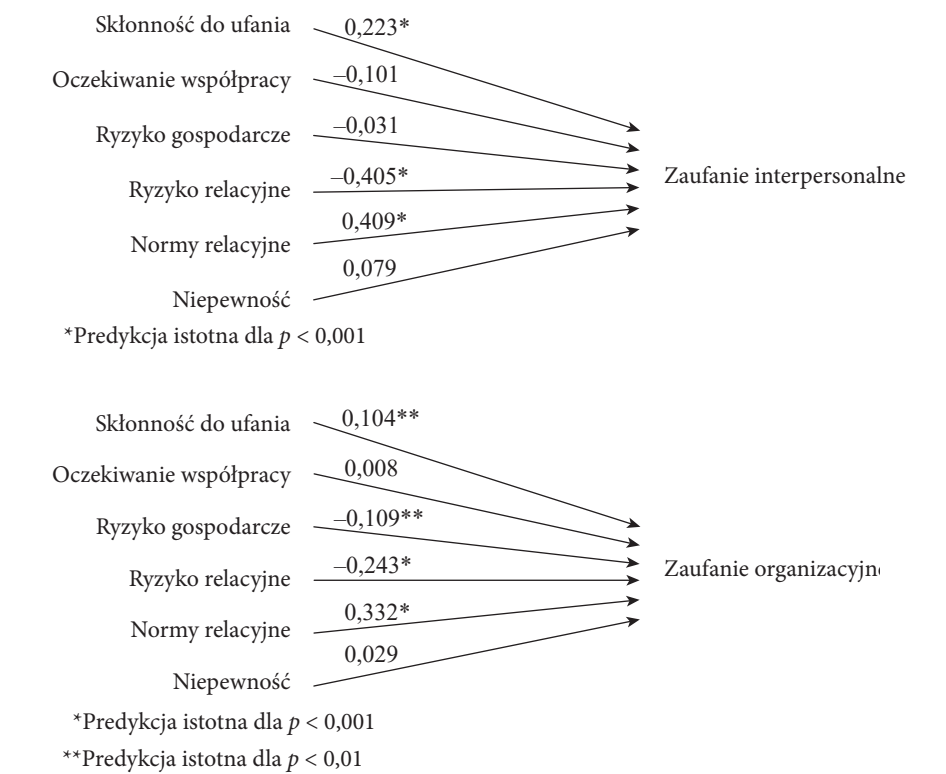 Skłonność do ufania 0,223*
Oczekiwanie współpracy –0,101
Ryzyko gospodarcze –0,031
Ryzyko relacyjne –0,405* Zaufanie interpersonalne
Normy relacyjne 0,409*
Niepewność 0,079
*Predykcja istotna dla p < 0,001
Skłonność do ufania 0,104**
Oczekiwanie współpracy 0,008
Ryzyko gospodarcze –0,109**
Ryzyko relacyjne –0,243* Zaufanie organizacyjn
Normy relacyjne 0,332*
Niepewność 0,029
*Predykcja istotna dla p < 0,001
**Predykcja istotna dla p < 0,01